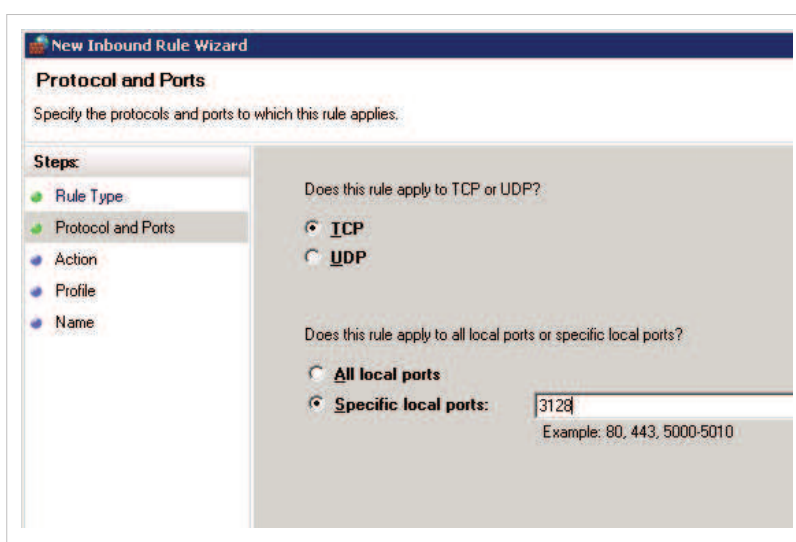 New Inbound Rule Wizard
Protocol and Ports
Specify the protocols and ports to which this rule applies.
Steps:
Rule Type
Protocol and Ports
Action
Profile
Name
Does this rule apply to TCP or UDP?
TCP
UDP
Does this rule apply to all local ports or specific local ports?
All local ports
Specific local ports: 3128
Example: 80, 443, 5000-5010